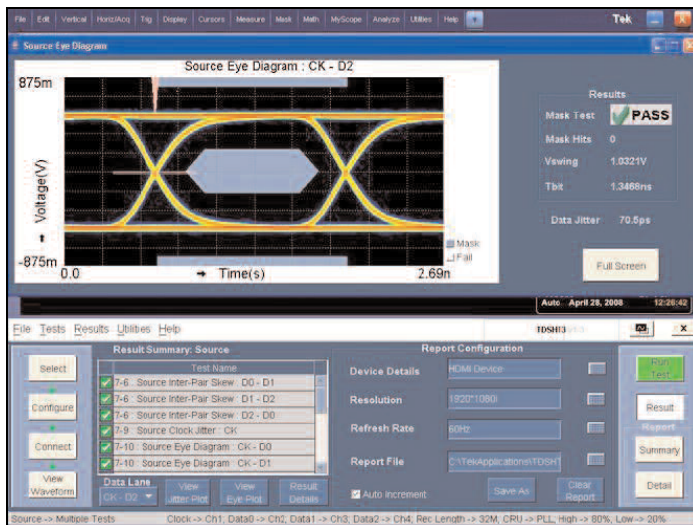 File Edit Vertical Horiz/Acq Trig Display Cursors Measure Mask Math MyScope Analyze Utilities Help Tek
Source Eye Diagram
Source Eye Diagram : CK - D2
875m
Voltage(V)
-875m
0.0
Time(s)
2.69n
Mask
Fail
Results
Mask Test PASS
Mask Hits 0
Vswing 1.0321V
Tbit 1.3468ns
Data Jitter 70.5ps
Full Screen
Auto April 28, 2008 12:26:42
File Tests Results Utilities Help
TDSHT3
Select
Configure
Connect
View Waveform
Result Summary: Source
Test Name
7-6 : Source Inter-Pair Skew : D0 - D1
7-6 : Source Inter-Pair Skew : D1 - D2
7-6 : Source Inter-Pair Skew : D2 - D0
7-9 : Source Clock Jitter : CK
7-10 : Source Eye Diagram : CK - D0
7-10 : Source Eye Diagram : CK - D1
Data Lane
CK - D2
View Jitter Plot
View Eye Plot
Result Details
Report Configuration
Device Details HDMI Device
Resolution 1920*1080i
Refresh Rate 60Hz
Report File C:\TekApplications\TDSHT
Auto Increment
Save As
Clear Report
Run Test
Result
Report
Summary
Detail
Source -> Multiple Tests Clock -> Ch1, Data0 -> Ch2, Data1 -> Ch3, Data2 -> Ch4, Rec Length -> 32M, CRU -> PLL, High -> 80%, Low -> 20%